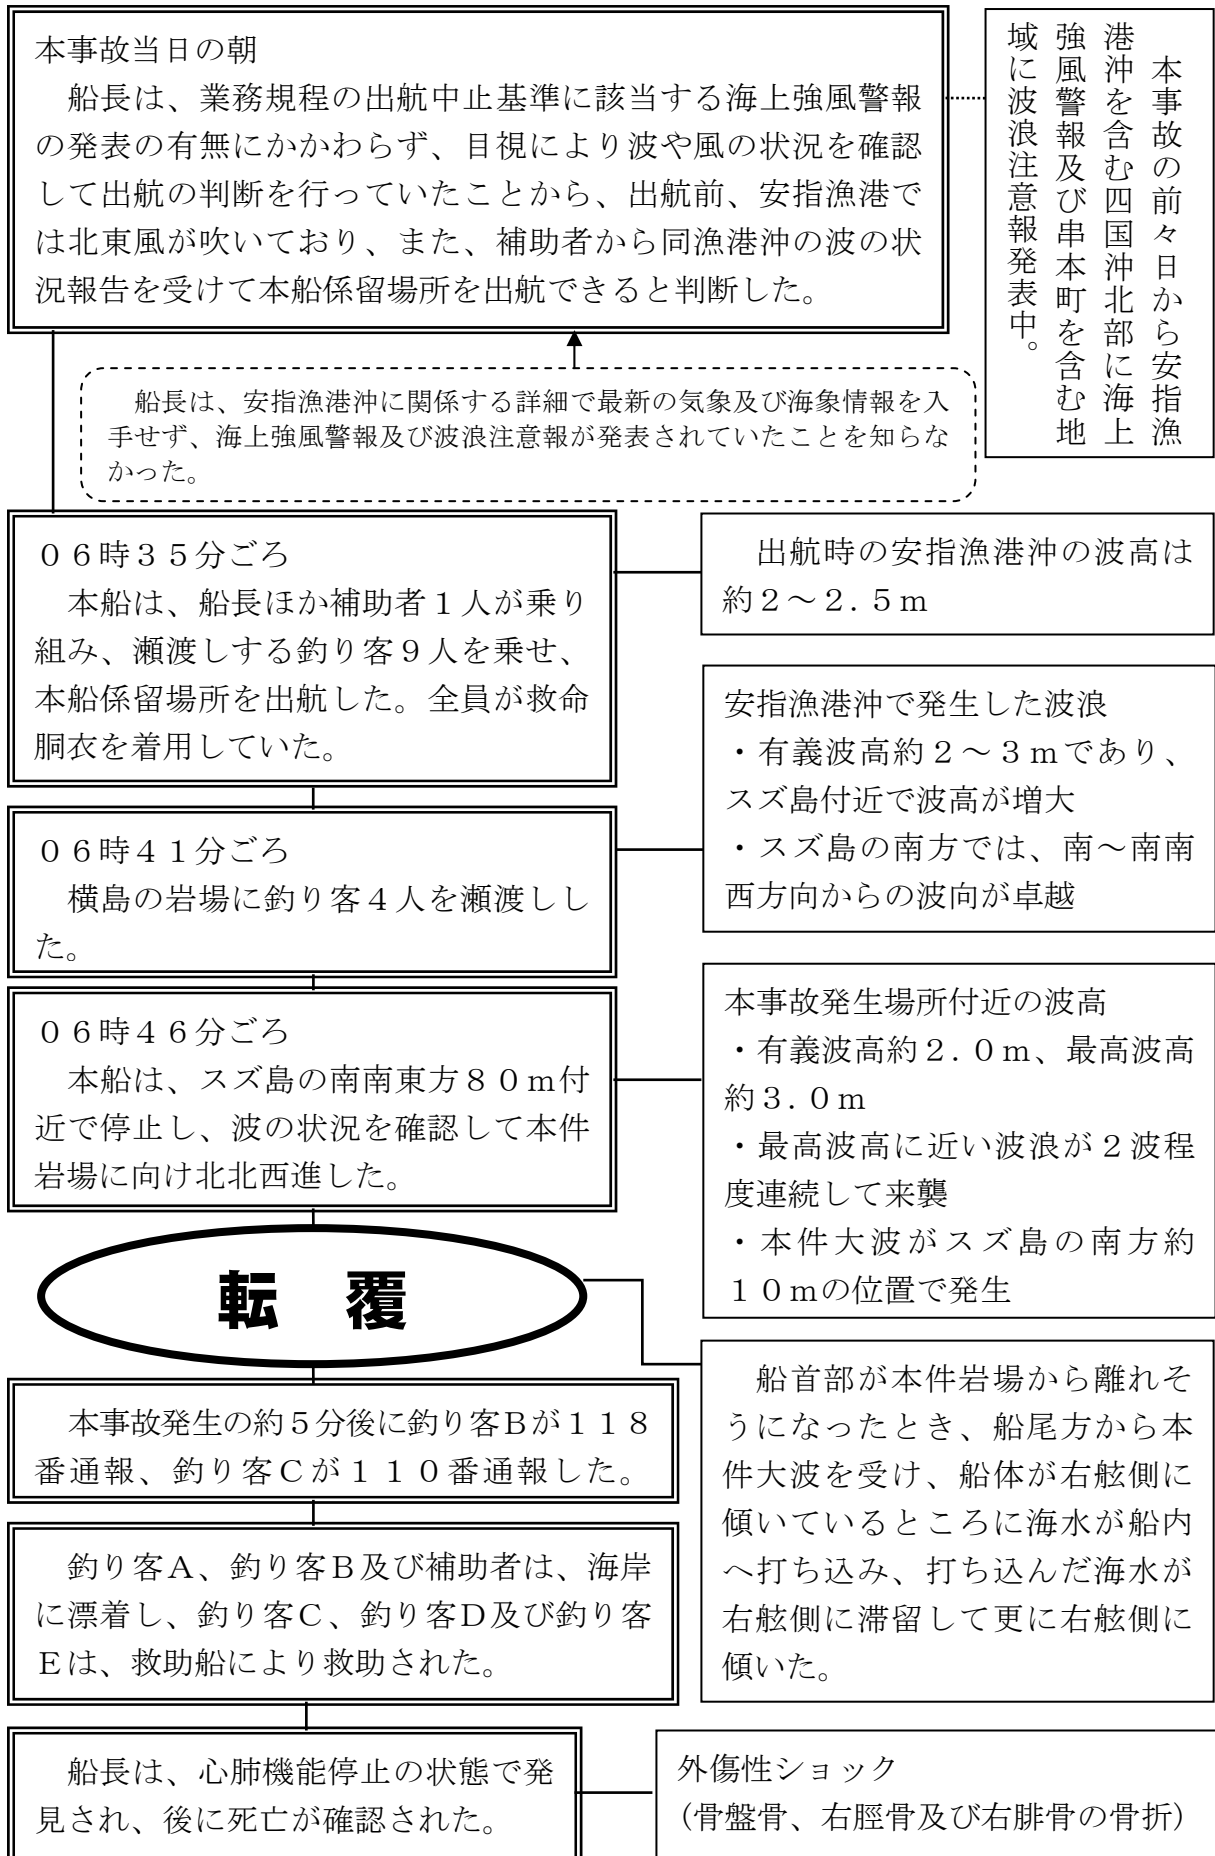 本事故当日の朝
　船長は、業務規程の出航中止基準に該当する海上強風警報
の発表の有無にかかわらず、目視により波や風の状況を確認
して出航の判断を行っていたことから、出航前、安指漁港で
は北東風が吹いており、また、補助者から同漁港沖の波の状
況報告を受けて本船係留場所を出航できると判断した。
　本事故の前々日から安指漁
港沖を含む四国沖北部に海上
強風警報及び串本町を含む地
域に波浪注意報発表中。
　船長は、安指漁港沖に関係する詳細で最新の気象及び海象情報を入
手せず、海上強風警報及び波浪注意報が発表されていたことを知らな
かった。
０６時３５分ごろ
　本船は、船長ほか補助者１人が乗り
組み、瀬渡しする釣り客９人を乗せ、
本船係留場所を出航した。全員が救命
胴衣を着用していた。
　出航時の安指漁港沖の波高は
約２～２.５ｍ
０６時４１分ごろ
　横島の岩場に釣り客４人を瀬渡しし
た。
安指漁港沖で発生した波浪
・有義波高約２～３ｍであり、
スズ島付近で波高が増大
・スズ島の南方では、南～南南
西方向からの波向が卓越
０６時４６分ごろ
　本船は、スズ島の南南東方８０ｍ付
近で停止し、波の状況を確認して本件
岩場に向け北北西進した。
本事故発生場所付近の波高
・有義波高約２.０ｍ、最高波高
約３.０ｍ
・最高波高に近い波浪が２波程
度連続して来襲
・本件大波がスズ島の南方約
１０ｍの位置で発生
転　覆
　船首部が本件岩場から離れそ
うになったとき、船尾方から本
件大波を受け、船体が右舷側に
傾いているところに海水が船内
へ打ち込み、打ち込んだ海水が
右舷側に滞留して更に右舷側に
傾いた。
　本事故発生の約５分後に釣り客Ｂが１１８
番通報、釣り客Ｃが１１０番通報した。
　釣り客Ａ、釣り客Ｂ及び補助者は、海岸
に漂着し、釣り客Ｃ、釣り客Ｄ及び釣り客
Ｅは、救助船により救助された。
　船長は、心肺機能停止の状態で発
見され、後に死亡が確認された。
外傷性ショック
（骨盤骨、右脛骨及び右腓骨の骨折）